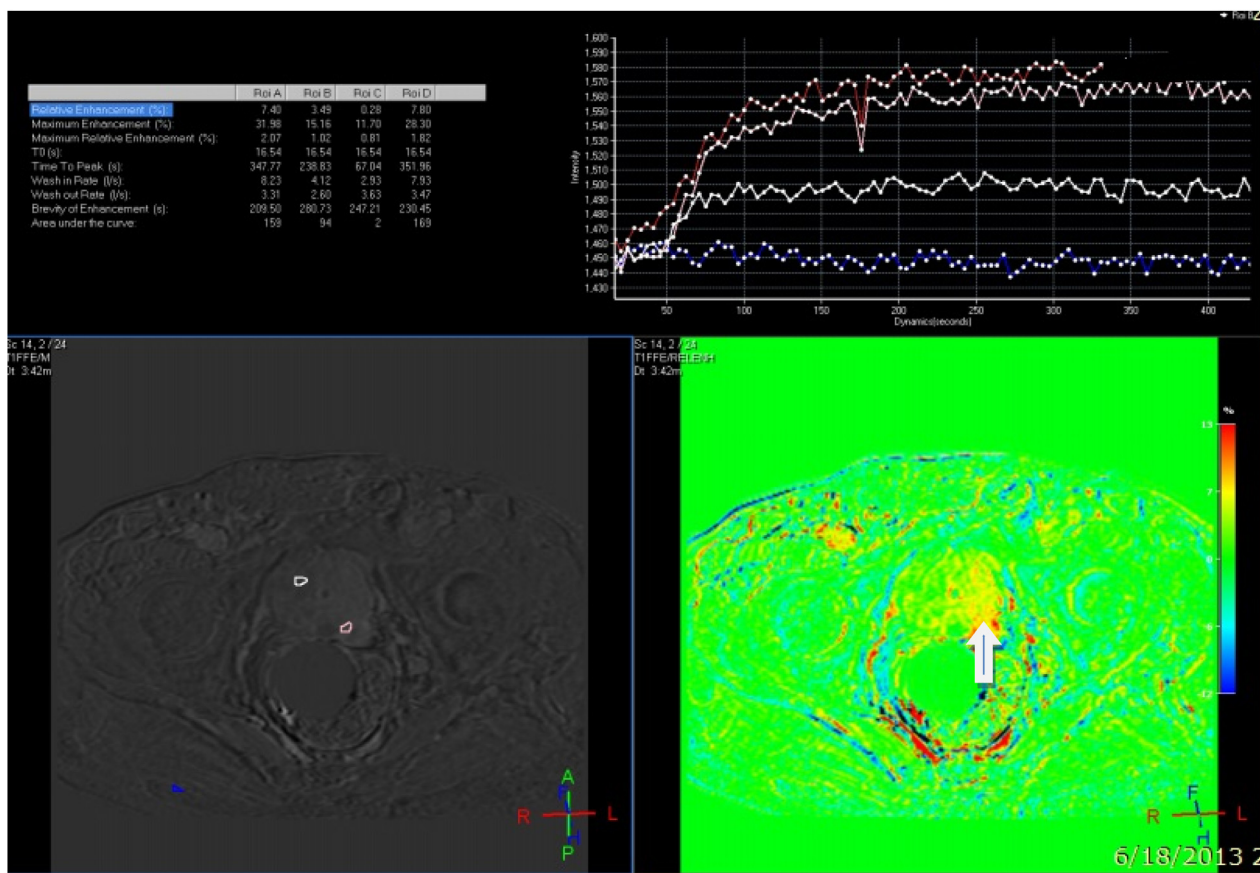 Roi B
Roi A Roi B Roi C Roi D
Relative Enhancement (%): 7.40 3.49 0.28 7.80
Maximum Enhancement (%): 31.98 15.16 11.70 28.30
Maximum Relative Enhancement (%): 2.07 1.02 0.81 1.82
T0 (s): 16.54 16.54 16.54 16.54
Time To Peak (s): 347.77 238.83 67.04 351.96
Wash in Rate (l/s): 8.23 4.12 2.93 7.93
Wash out Rate (l/s): 3.31 2.60 3.63 3.47
Brevity of Enhancement (s): 209.50 280.73 247.21 230.45
Area under the curve: 159 94 2 169
1,600
1,590
1,580
1,570
1,560
1,550
1,540
1,530
1,520
1,510
1,500
1,490
1,480
1,470
1,460
1,450
1,440
1,430
Intensity
50 100 150 200 250 300 350 400
Dynamics(seconds)
Sc 14, 2 / 24
T1FFE/M
Dt 3:42m
A
F
R L
H
P
Sc 14, 2 / 24
T1FFE/RELENH
Dt 3:42m
%
13
7
F
R L
H
6/18/2013 2